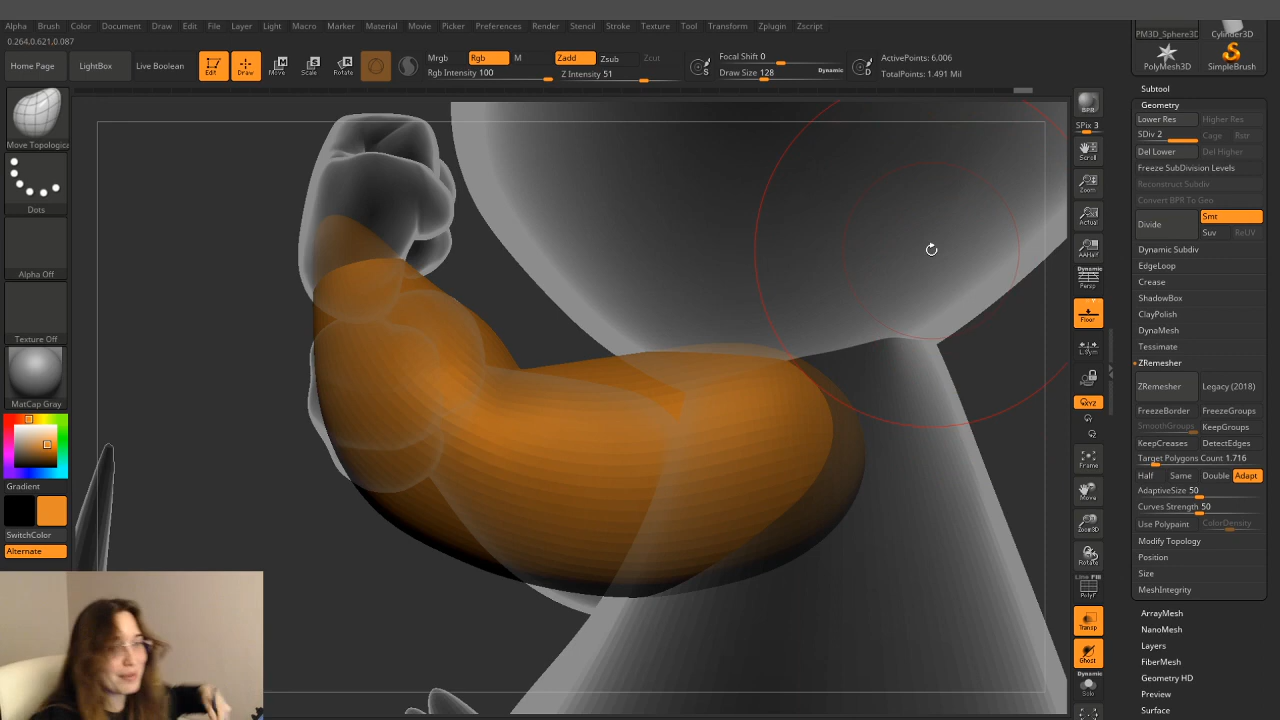 Alpha Brush Color Document Draw Edit File Layer Light Macro Marker Material Movie Picker Preferences Render Stencil Stroke Texture Tool Transform Zplugin Zscript
0.264,0.621,0.087
Home Page LightBox Live Boolean Edit Draw Move Scale Rotate
Mrgb Rgb M Zadd Zsub Zcut
Rgb Intensity 100 Z Intensity 51
S
Focal Shift 0
Draw Size 128 Dynamic
D
ActivePoints: 6,006
TotalPoints: 1.491 Mil
Move Topologica
Dots
Alpha Off
Texture Off
MatCap Gray
Gradient
SwitchColor
Alternate
BPR
SPix 3
Scroll
Zoom
Actual
AAHalf
Dynamic
Persp
Floor
L.Sym
XYZ
Y
Z
Frame
Move
Zoom3D
Rotate
Line Fill
PolyF
Transp
Ghost
Dynamic
Solo
PM3D_Sphere3D Cylinder3D
PolyMesh3D SimpleBrush
Subtool
Geometry
Lower Res Higher Res
SDiv 2 Cage Rstr
Del Lower Del Higher
Freeze SubDivision Levels
Reconstruct Subdiv
Convert BPR To Geo
Divide Smt
Suv ReUV
Dynamic Subdiv
EdgeLoop
Crease
ShadowBox
ClayPolish
DynaMesh
Tessimate
ZRemesher
ZRemesher Legacy (2018)
FreezeBorder FreezeGroups
SmoothGroups KeepGroups
KeepCreases DetectEdges
Target Polygons Count 1.716
Half Same Double Adapt
AdaptiveSize 50
Curves Strength 50
Use Polypaint ColorDensity
Modify Topology
Position
Size
MeshIntegrity
ArrayMesh
NanoMesh
Layers
FiberMesh
Geometry HD
Preview
Surface